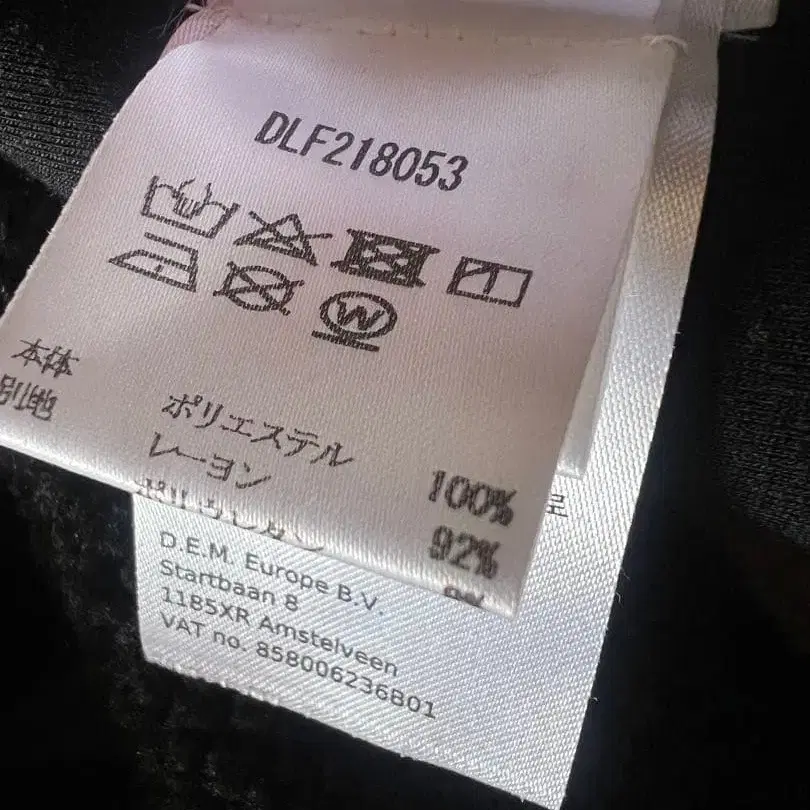 DLF218053
本体
ポリエステル 100%
別地
レーヨン 92%
呈
D.E.M. Europe B.V.
Startbaan 8
1185XR Amstelveen
VAT no. 858006236B01